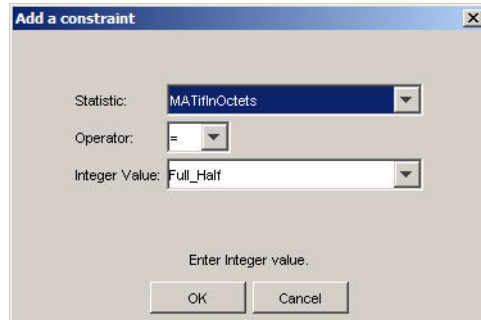 Add a constraint
Statistic: MATifInOctets
Operator: =
Integer Value: Full_Half
Enter Integer value.
OK Cancel